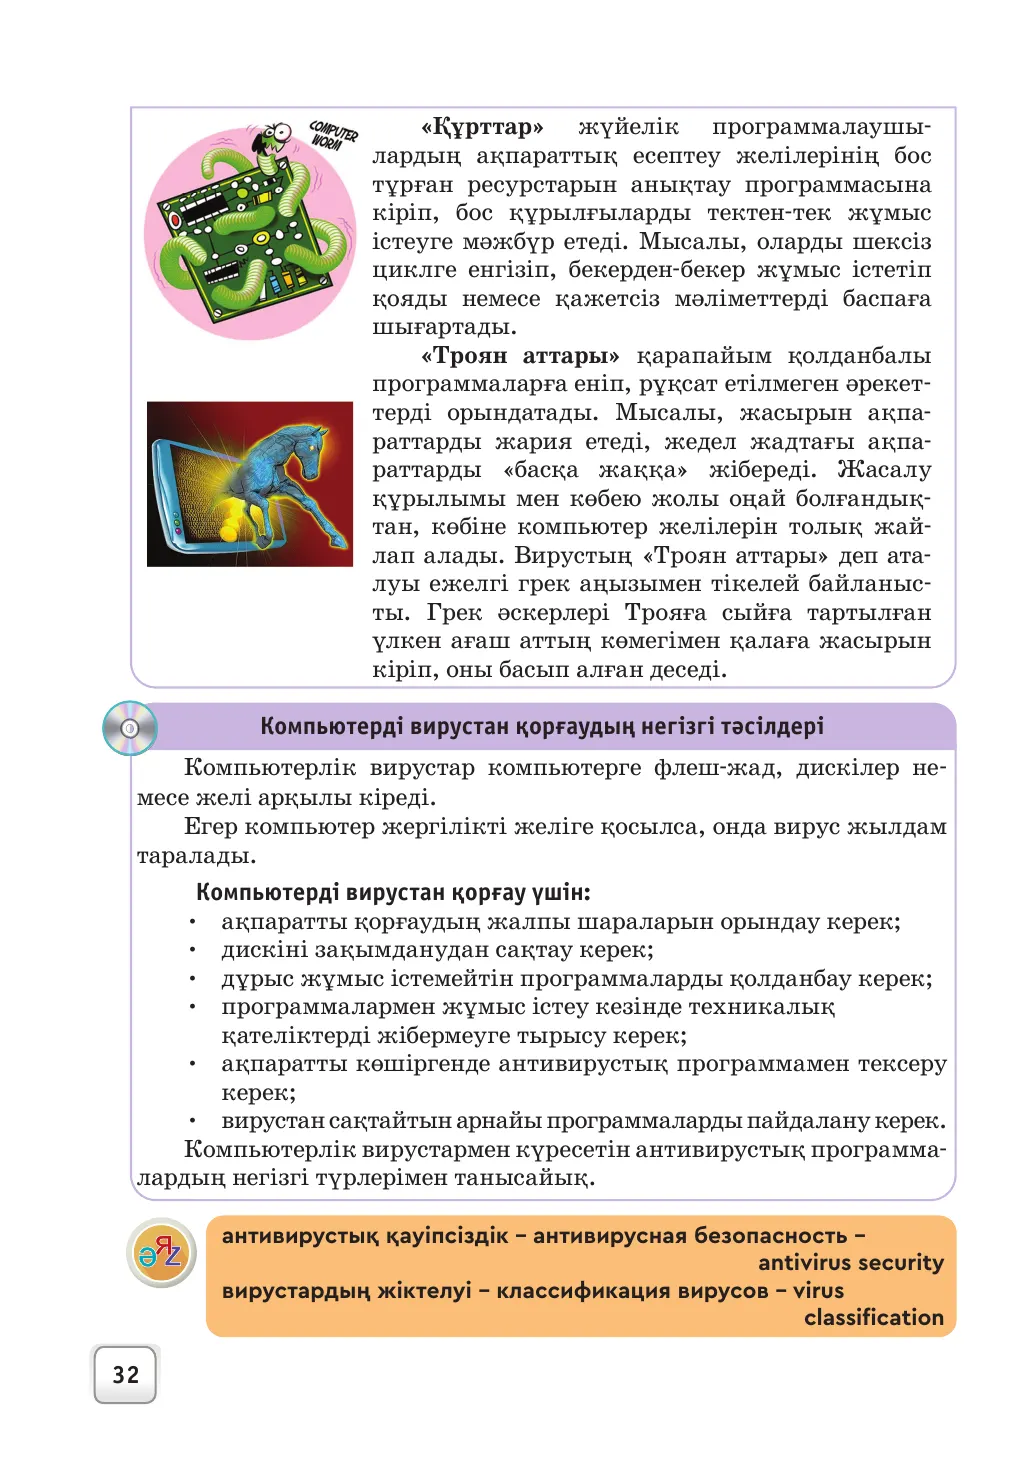 COMPUTER
WORM
«Құрттар» жүйелік программалаушы-
лардың ақпараттық есептеу желілерінің бос
тұрған ресурстарын анықтау программасына
кіріп, бос құрылғыларды тектен-тек жұмыс
істеуге мәжбүр етеді. Мысалы, оларды шексіз
циклге енгізіп, бекерден-бекер жұмыс істетіп
қояды немесе қажетсіз мәліметтерді баспаға
шығартады.
«Троян аттары» қарапайым қолданбалы
программаларға еніп, рұқсат етілмеген әрекет-
терді орындатады. Мысалы, жасырын ақпа-
раттарды жария етеді, жедел жадтағы ақпа-
раттарды «басқа жаққа» жібереді. Жасалу
құрылымы мен көбею жолы оңай болғандық-
тан, көбіне компьютер желілерін толық жай-
лап алады. Вирустың «Троян аттары» деп ата-
луы ежелгі грек аңызымен тікелей байланыс-
ты. Грек әскерлері Трояға сыйға тартылған
үлкен ағаш аттың көмегімен қалаға жасырын
кіріп, оны басып алған деседі.
Компьютерді вирустан қорғаудың негізгі тәсілдері
Компьютерлік вирустар компьютерге флеш-жад, дискілер не-
месе желі арқылы кіреді.
Егер компьютер жергілікті желіге қосылса, онда вирус жылдам
таралады.
Компьютерді вирустан қорғау үшін:
• ақпаратты қорғаудың жалпы шараларын орындау керек;
• дискіні зақымданудан сақтау керек;
• дұрыс жұмыс істемейтін программаларды қолданбау керек;
• программалармен жұмыс істеу кезінде техникалық
қателіктерді жібермеуге тырысу керек;
• ақпаратты көшіргенде антивирустық программамен тексеру
керек;
• вирустан сақтайтын арнайы программаларды пайдалану керек.
Компьютерлік вирустармен күресетін антивирустық программа-
лардың негізгі түрлерімен танысайық.
ӘЯZ
антивирустық қауіпсіздік – антивирусная безопасность –
antivirus security
вирустардың жіктелуі – классификация вирусов – virus
classification
32